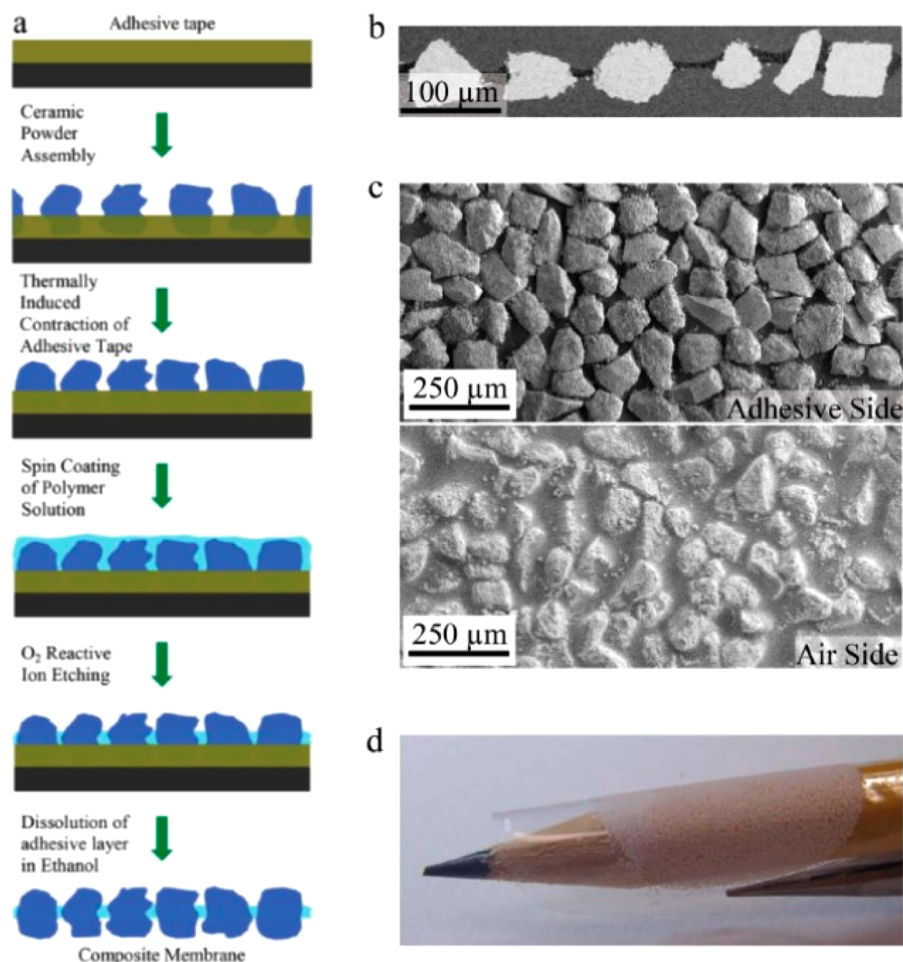 a
Adhesive tape
Ceramic
Powder
Assembly
Thermally
Induced
Contraction of
Adhesive Tape
Spin Coating
of Polymer
Solution
O₂ Reactive
Ion Etching
Dissolution of
adhesive layer
in Ethanol
Composite Membrane
b
100 µm
c
250 µm
Adhesive Side
250 µm
Air Side
d